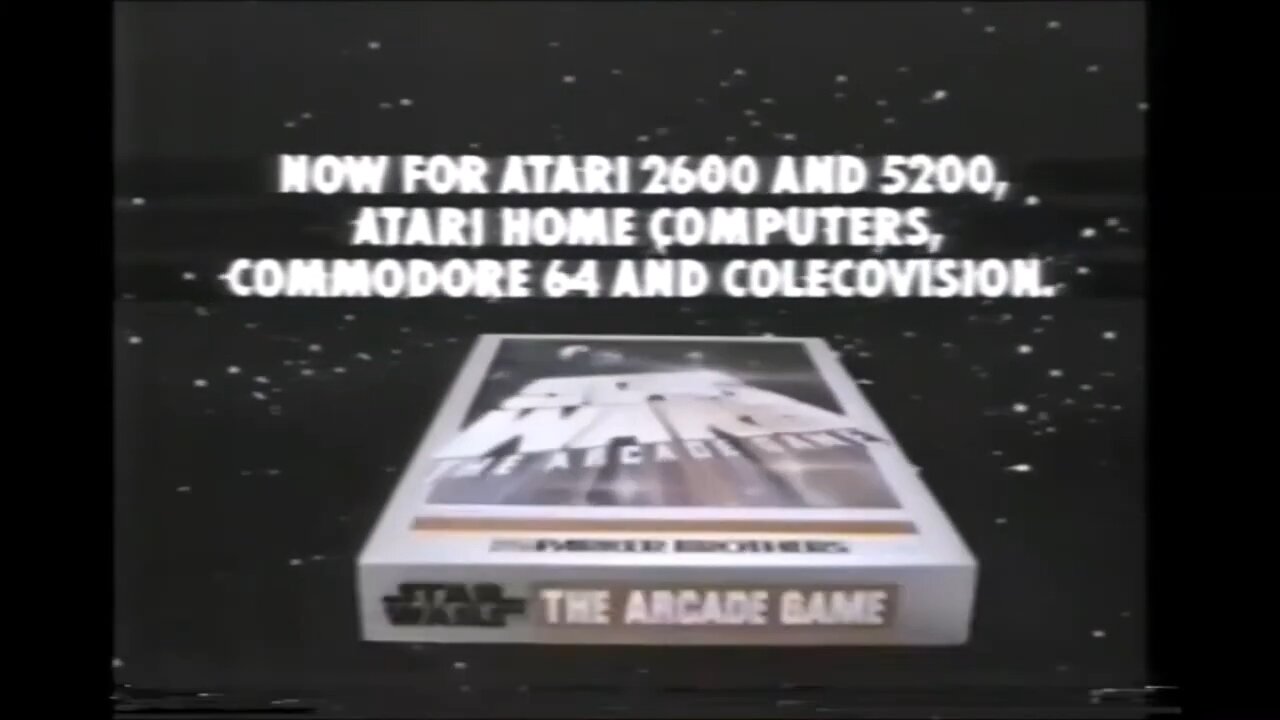 NOW FOR ATARI 2600 AND 5200,
ATARI HOME COMPUTERS,
COMMODORE 64 AND COLECOVISION.
WARS
THE ARCADE GAME
PARKER BROTHERS
STAR
WARS
THE ARCADE GAME